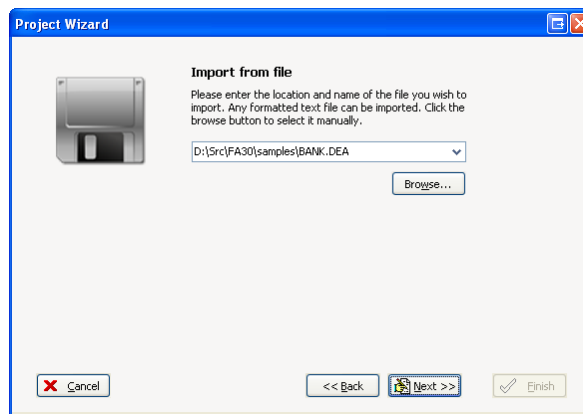 Project Wizard
Import from file
Please enter the location and name of the file you wish to
import. Any formatted text file can be imported. Click the
browse button to select it manually.
D:\Src\FA30\samples\BANK.DEA
Browse...
Cancel
<< Back
Next >>
Finish